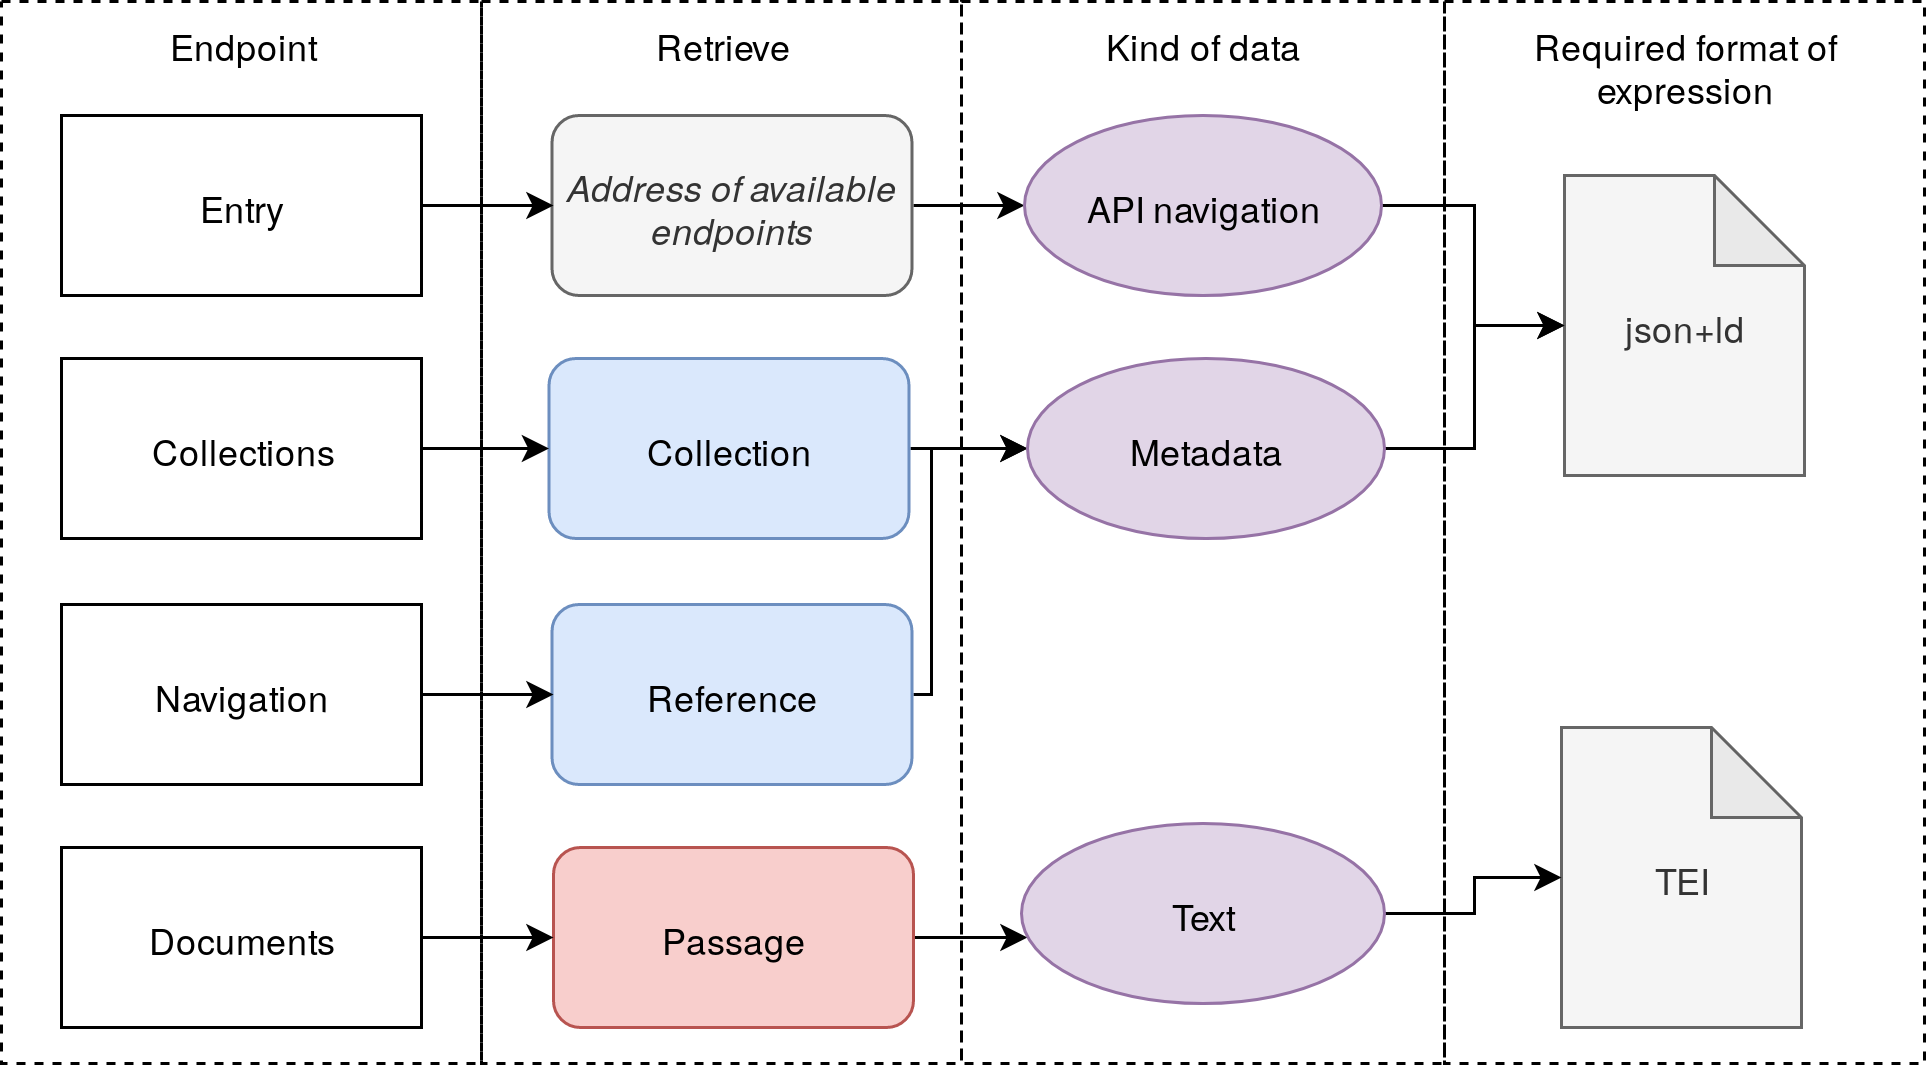 Endpoint
Retrieve
Kind of data
Required format of
expression
Entry
Address of available
endpoints
API navigation
json+ld
Collections
Collection
Metadata
Navigation
Reference
Documents
Passage
Text
TEI